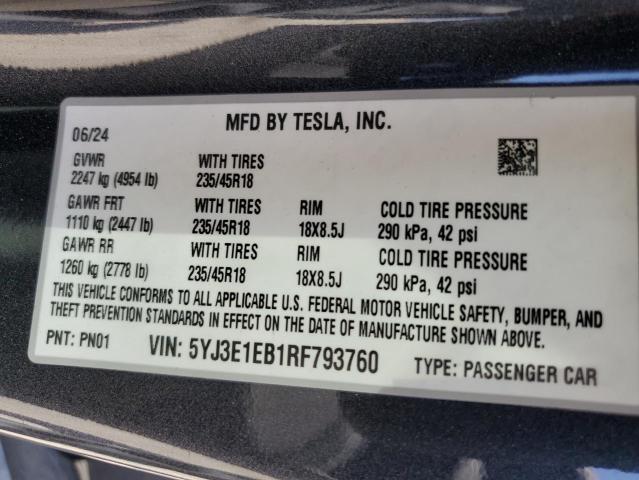 06/24 MFD BY TESLA, INC.
GVWR WITH TIRES
2247 kg (4954 lb) 235/45R18
GAWR FRT WITH TIRES RIM COLD TIRE PRESSURE
1110 kg (2447 lb) 235/45R18 18X8.5J 290 kPa, 42 psi
GAWR RR WITH TIRES RIM COLD TIRE PRESSURE
1260 kg (2778 lb) 235/45R18 18X8.5J 290 kPa, 42 psi
THIS VEHICLE CONFORMS TO ALL APPLICABLE U.S. FEDERAL MOTOR VEHICLE SAFETY, BUMPER, AND
THEFT PREVENTION STANDARDS IN EFFECT ON THE DATE OF MANUFACTURE SHOWN ABOVE.
PNT: PN01 VIN: 5YJ3E1EB1RF793760 TYPE: PASSENGER CAR